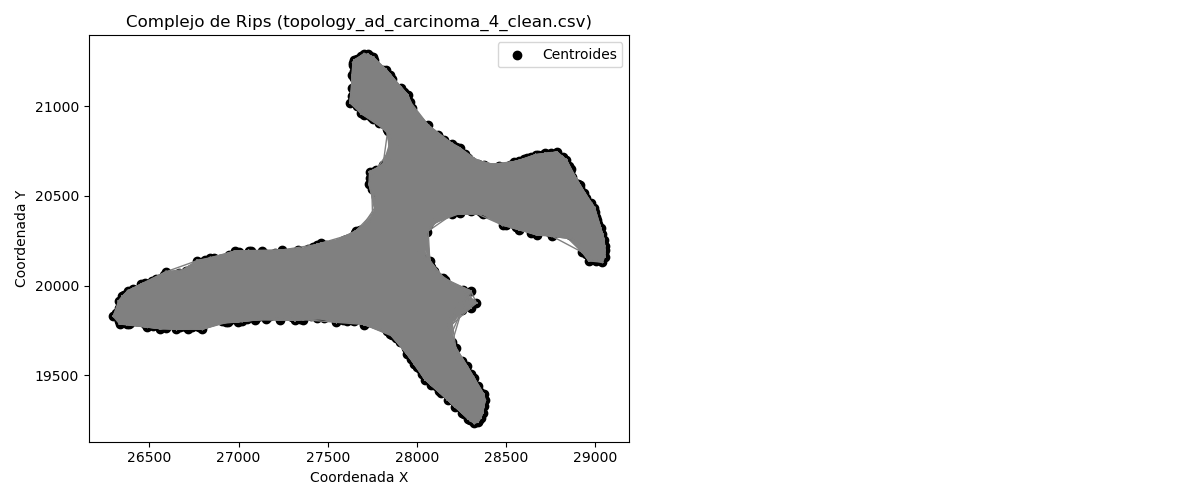 Complejo de Rips (topology_ad_carcinoma_4_clean.csv)
Centroides
21000
20500
20000
19500
Coordenada Y
26500 27000 27500 28000 28500 29000
Coordenada X